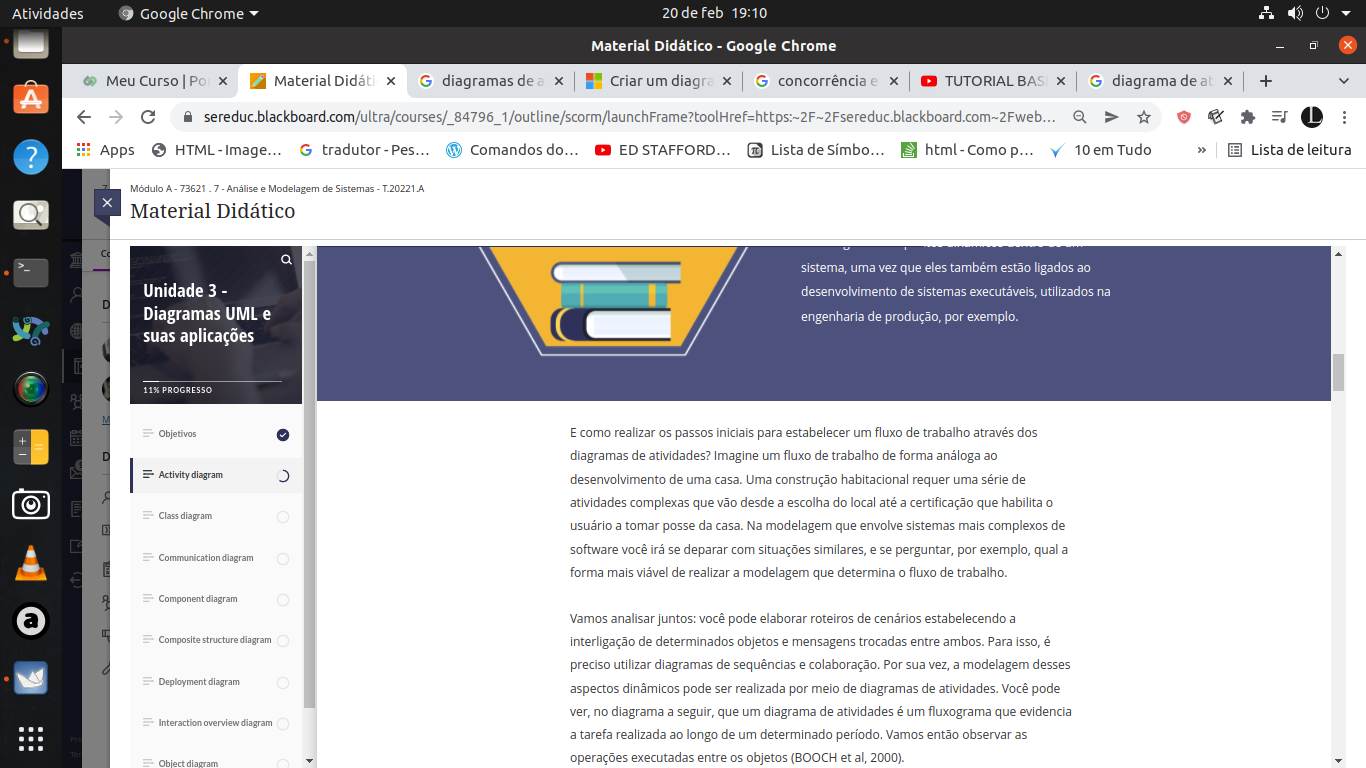 Atividades
Google Chrome
20 de feb 19:10
Material Didático - Google Chrome
Meu Curso | Po
Material Didáti
diagramas de a
Criar um diagra
concorrência e
TUTORIAL BAS
diagrama de at
sereduc.blackboard.com/ultra/courses/_84796_1/outline/scorm/launchFrame?toolHref=https:~2F~2Fsereduc.blackboard.com~2Fweb...
Apps
HTML - Image...
tradutor - Pes...
Comandos do...
ED STAFFORD...
Lista de Símbo...
html - Como p...
10 em Tudo
»
Lista de leitura
Módulo A - 73621 . 7 - Análise e Modelagem de Sistemas - T.20221.A
Material Didático
Unidade 3 -
Diagramas UML e
suas aplicações
11% PROGRESSO
Objetivos
Activity diagram
Class diagram
Communication diagram
Component diagram
Composite structure diagram
Deployment diagram
Interaction overview diagram
Object diagram
sistema, uma vez que eles também estão ligados ao
desenvolvimento de sistemas executáveis, utilizados na
engenharia de produção, por exemplo.
E como realizar os passos iniciais para estabelecer um fluxo de trabalho através dos
diagramas de atividades? Imagine um fluxo de trabalho de forma análoga ao
desenvolvimento de uma casa. Uma construção habitacional requer uma série de
atividades complexas que vão desde a escolha do local até a certificação que habilita o
usuário a tomar posse da casa. Na modelagem que envolve sistemas mais complexos de
software você irá se deparar com situações similares, e se perguntar, por exemplo, qual a
forma mais viável de realizar a modelagem que determina o fluxo de trabalho.
Vamos analisar juntos: você pode elaborar roteiros de cenários estabelecendo a
interligação de determinados objetos e mensagens trocadas entre ambos. Para isso, é
preciso utilizar diagramas de sequências e colaboração. Por sua vez, a modelagem desses
aspectos dinâmicos pode ser realizada por meio de diagramas de atividades. Você pode
ver, no diagrama a seguir, que um diagrama de atividades é um fluxograma que evidencia
a tarefa realizada ao longo de um determinado período. Vamos então observar as
operações executadas entre os objetos (BOOCH et al, 2000).